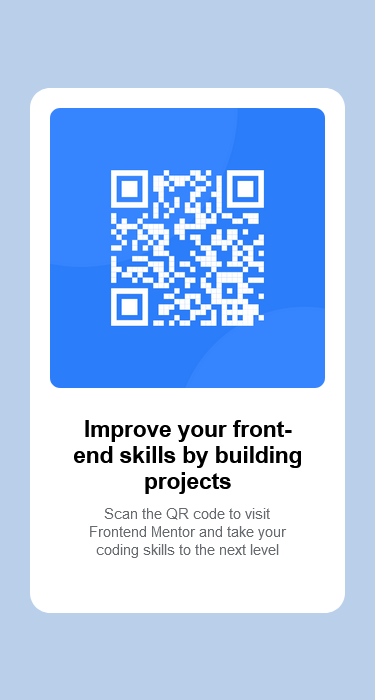 Improve your front-
end skills by building
projects
Scan the QR code to visit
Frontend Mentor and take your
coding skills to the next level